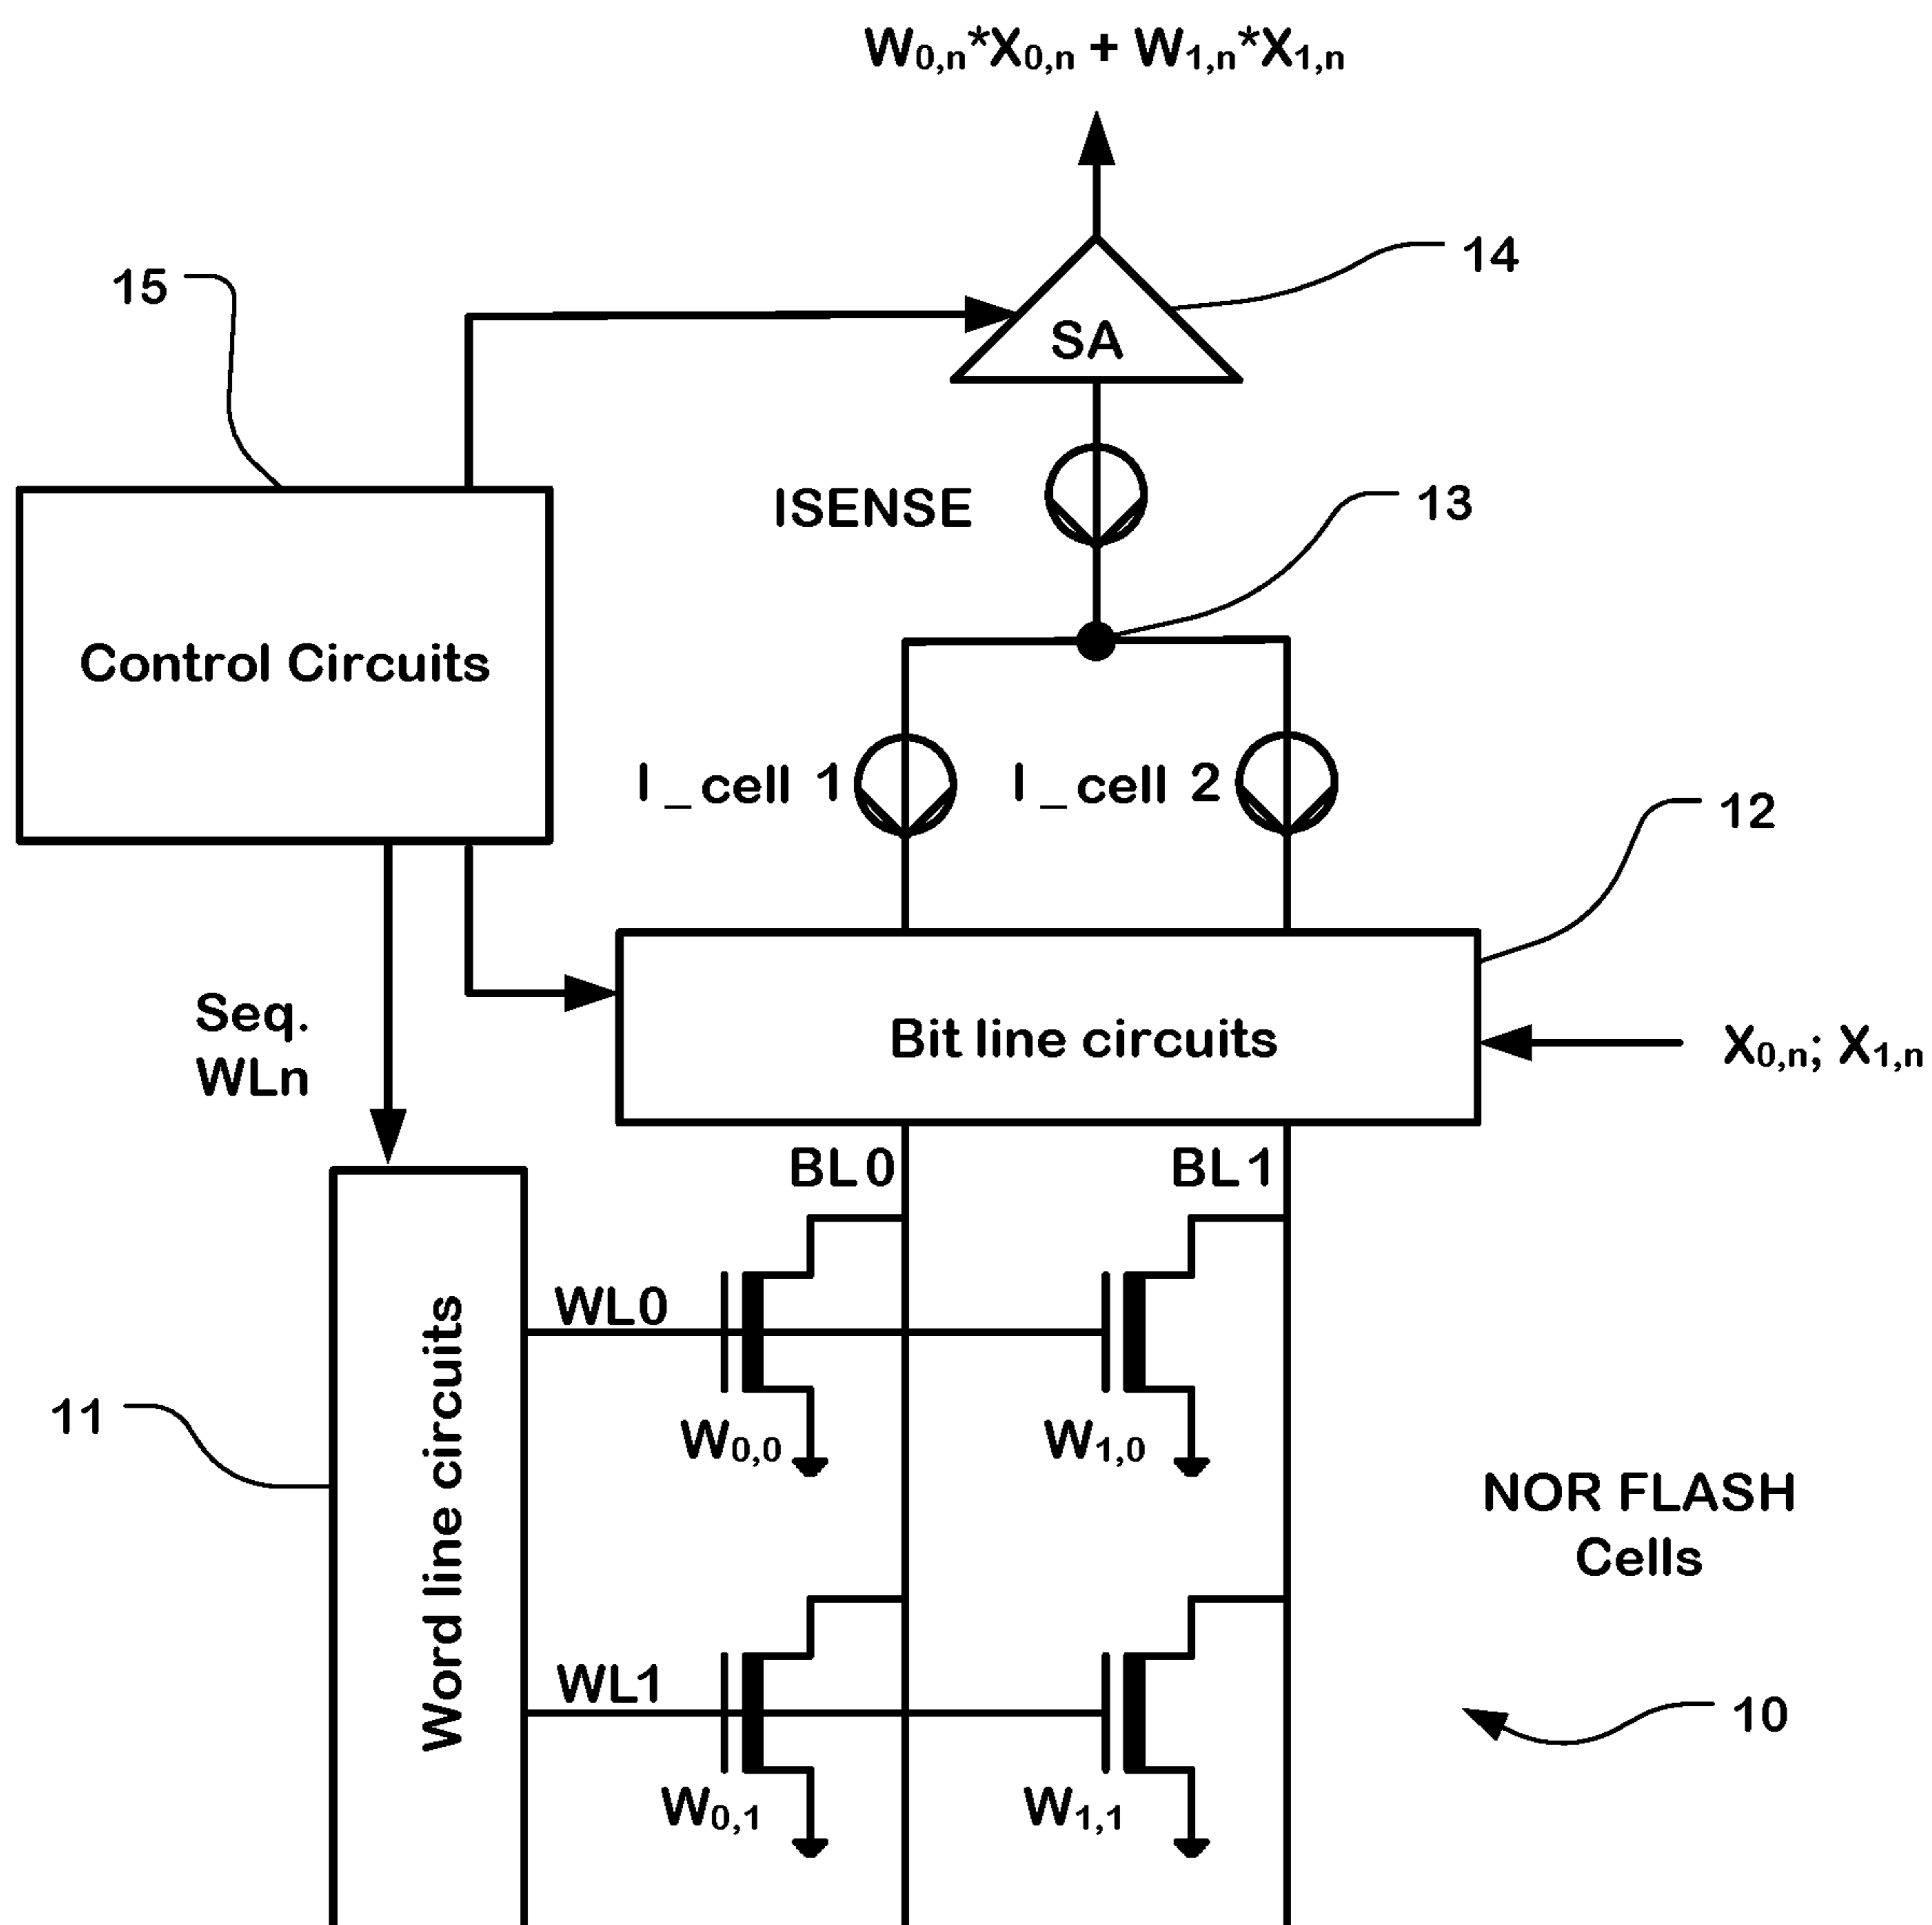 W0,n*X0,n + W1,n*X1,n
14
15
SA
ISENSE
13
Control Circuits
I_cell 1
I_cell 2
12
Seq.
WLn
Bit line circuits
X0,n; X1,n
BL0
BL1
WL0
Word line circuits
11
W0,0
W1,0
NOR FLASH
Cells
WL1
10
W0,1
W1,1